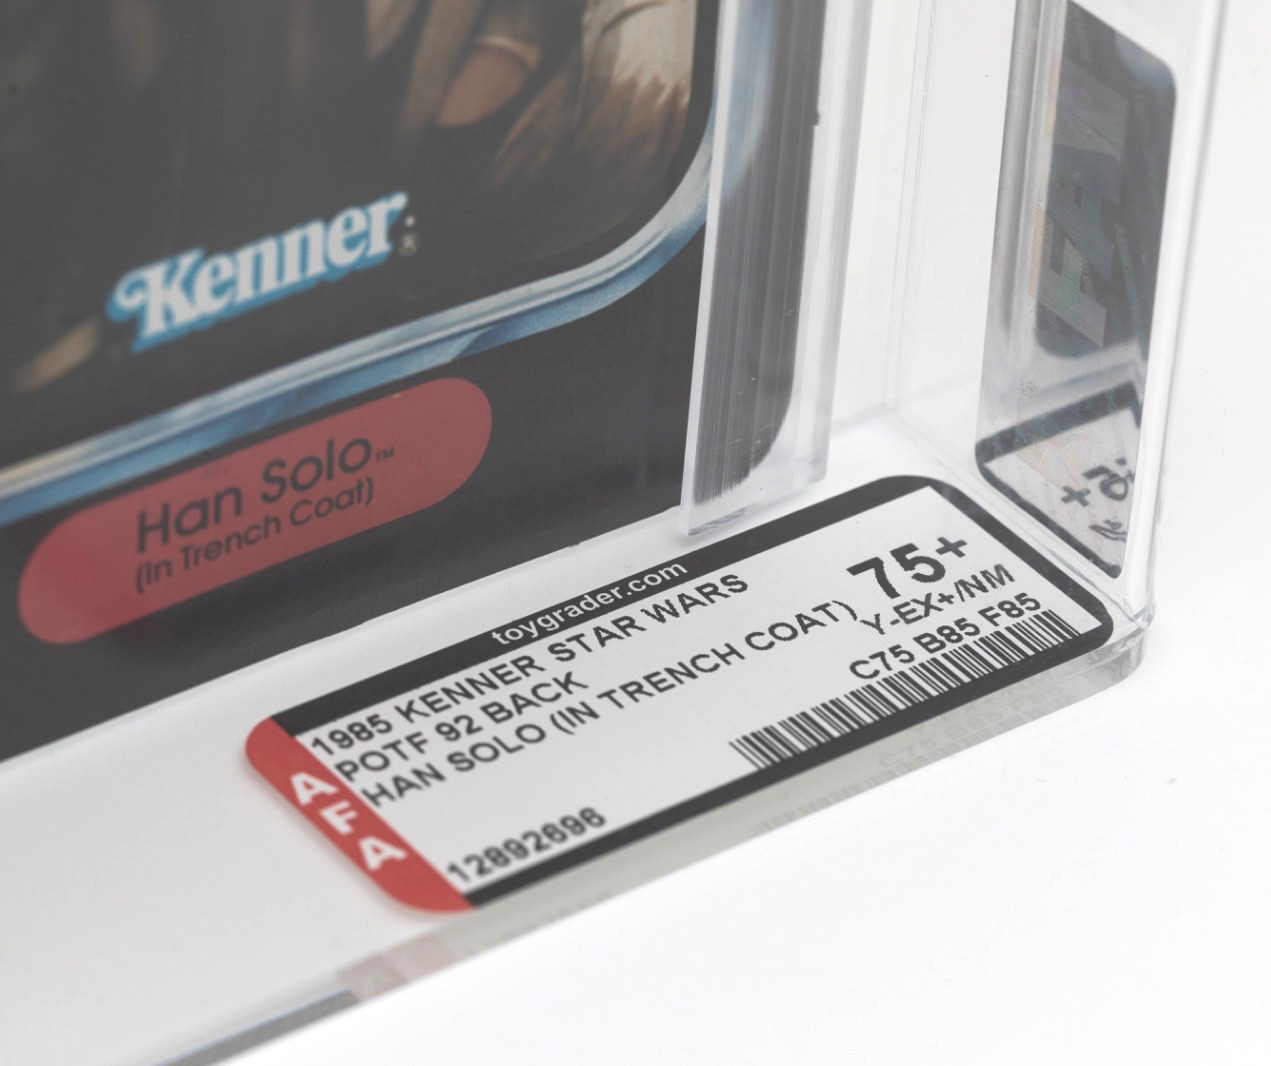 Kenner®
Han Solo™
(In Trench Coat)
toygrader.com
1985 KENNER STAR WARS
POTF 92 BACK
HAN SOLO (IN TRENCH COAT)
75+
Y-EX+/NM
C75 B85 F85
12892696
AFA